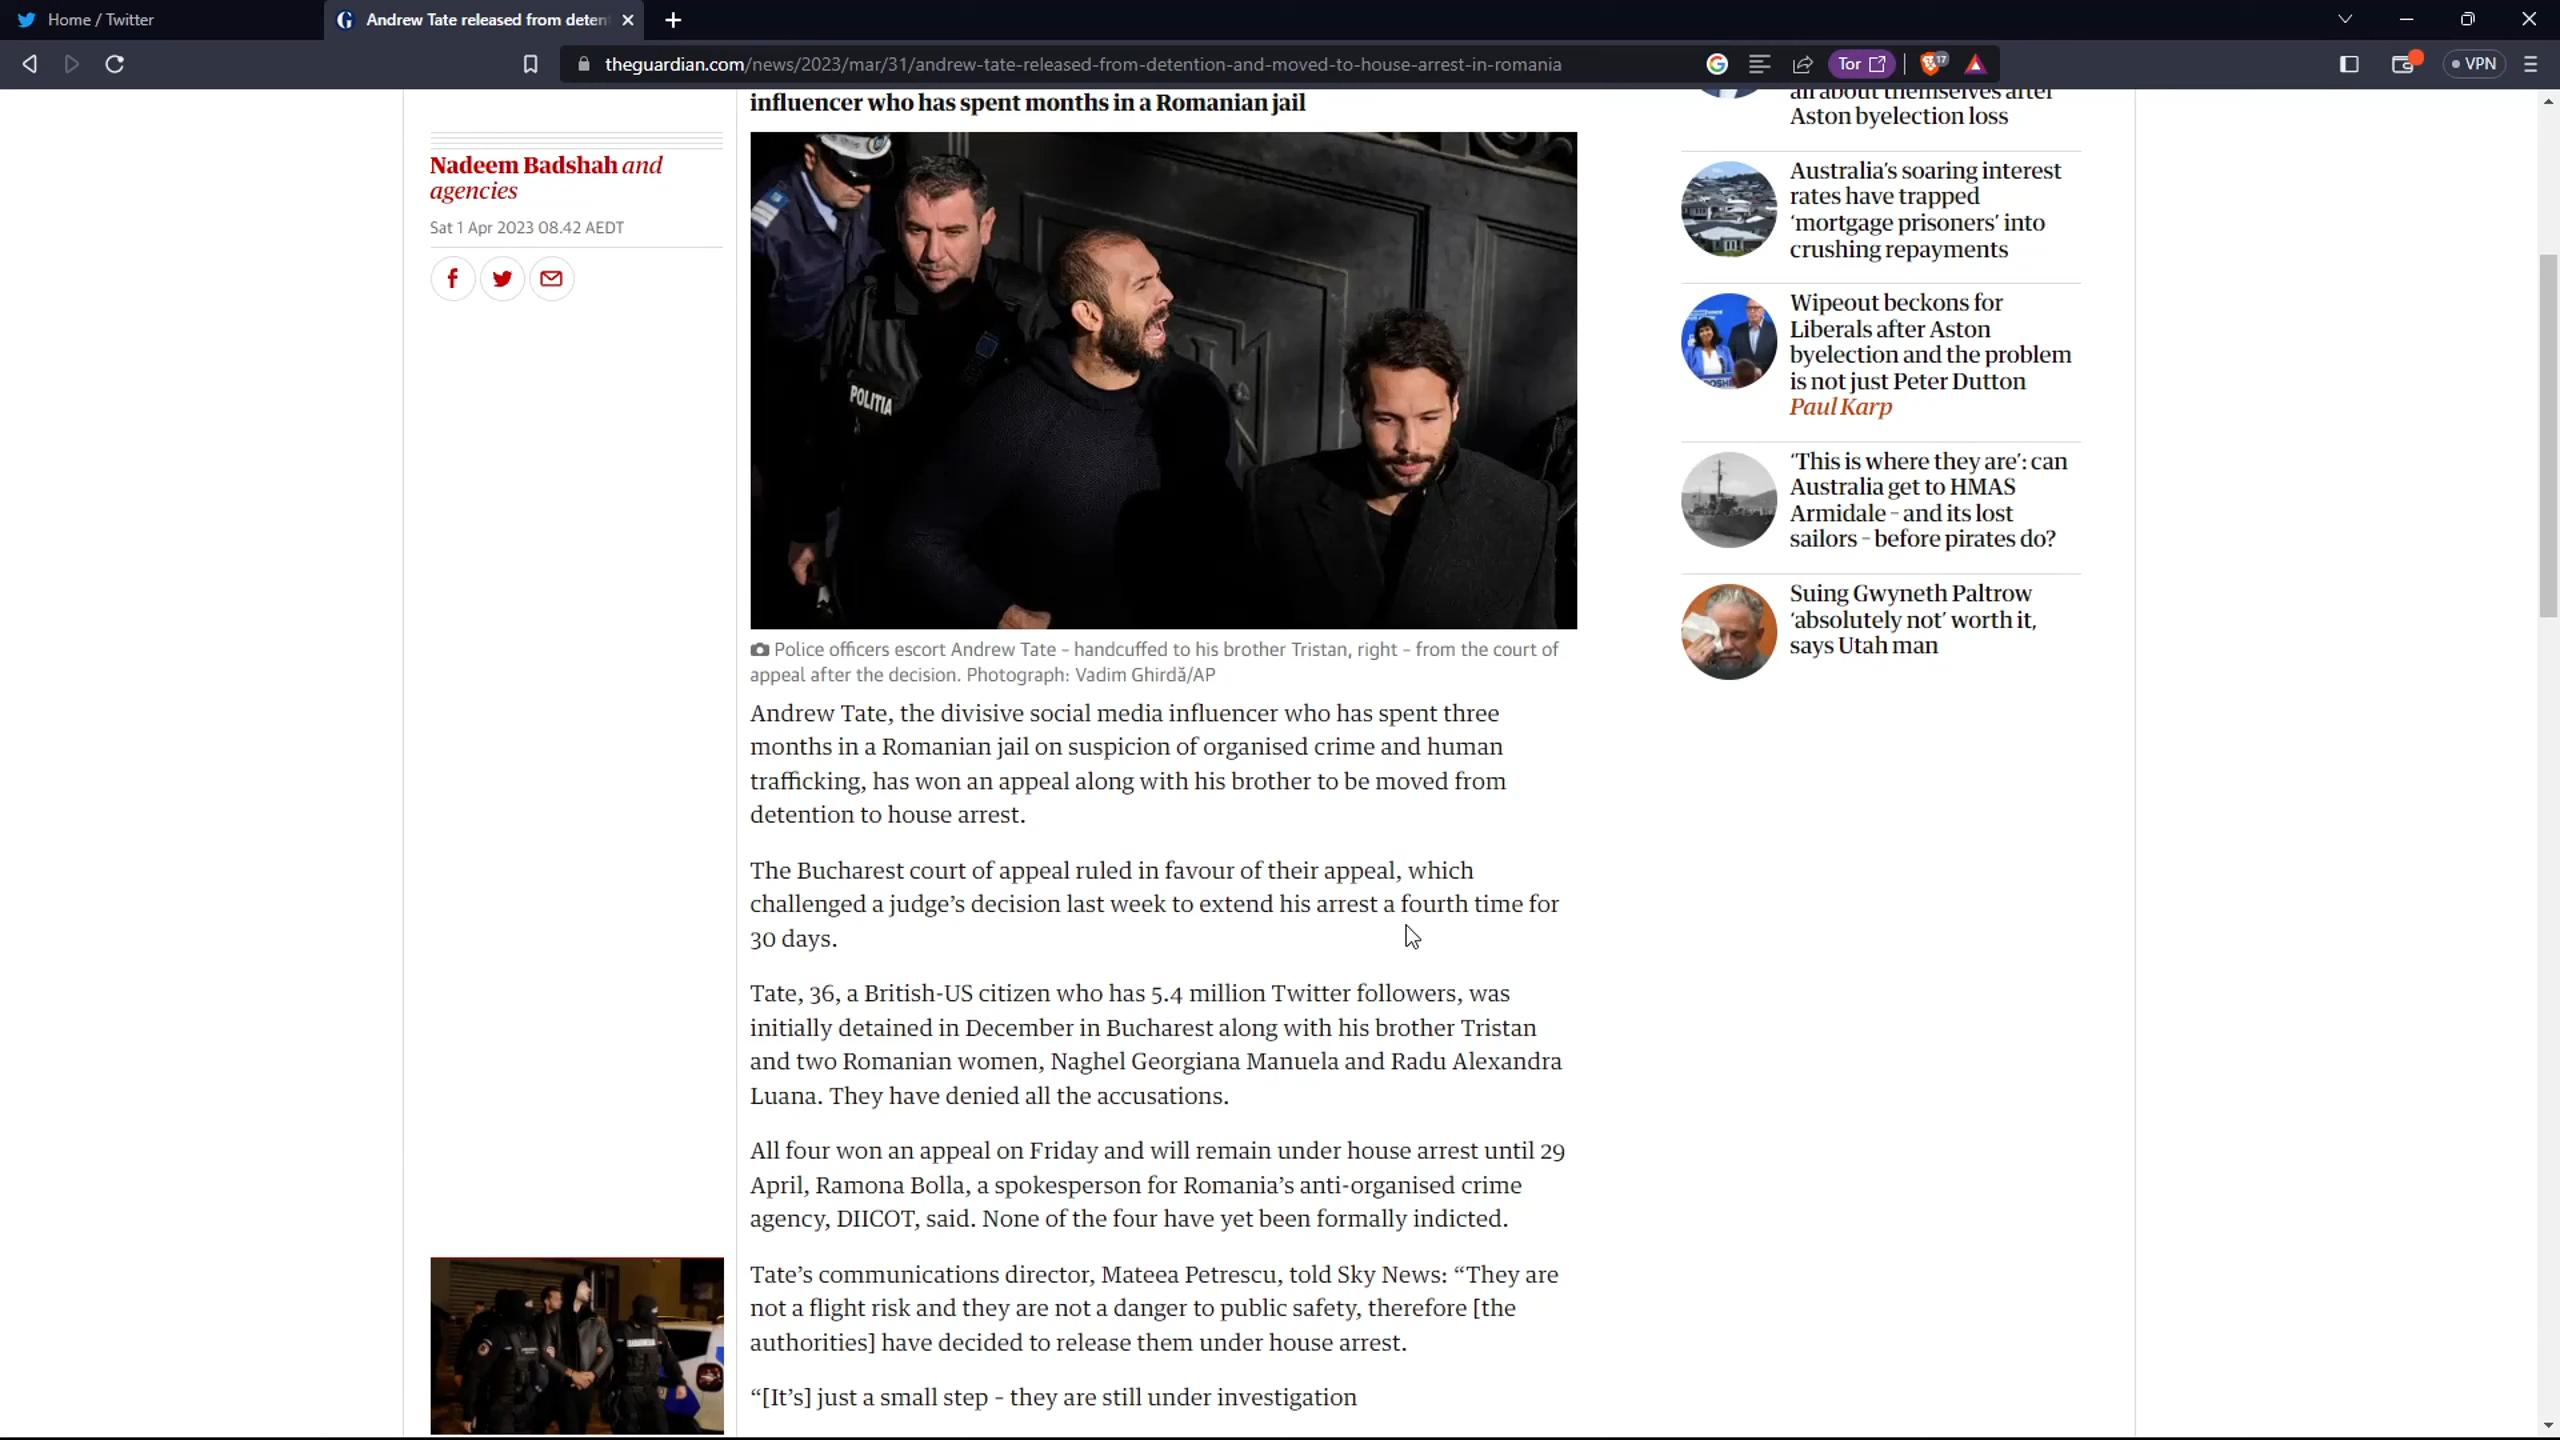 Home / Twitter
Andrew Tate released from deten
theguardian.com/news/2023/mar/31/andrew-tate-released-from-detention-and-moved-to-house-arrest-in-romania
Tor
17
VPN
influencer who has spent months in a Romanian jail
Nadeem Badshah and
agencies
Sat 1 Apr 2023 08.42 AEDT
POLITIA
Police officers escort Andrew Tate – handcuffed to his brother Tristan, right – from the court of
appeal after the decision. Photograph: Vadim Ghirdă/AP
Andrew Tate, the divisive social media influencer who has spent three
months in a Romanian jail on suspicion of organised crime and human
trafficking, has won an appeal along with his brother to be moved from
detention to house arrest.
The Bucharest court of appeal ruled in favour of their appeal, which
challenged a judge’s decision last week to extend his arrest a fourth time for
30 days.
Tate, 36, a British-US citizen who has 5.4 million Twitter followers, was
initially detained in December in Bucharest along with his brother Tristan
and two Romanian women, Naghel Georgiana Manuela and Radu Alexandra
Luana. They have denied all the accusations.
All four won an appeal on Friday and will remain under house arrest until 29
April, Ramona Bolla, a spokesperson for Romania’s anti-organised crime
agency, DIICOT, said. None of the four have yet been formally indicted.
Tate’s communications director, Mateea Petrescu, told Sky News: “They are
not a flight risk and they are not a danger to public safety, therefore [the
authorities] have decided to release them under house arrest.
“[It’s] just a small step – they are still under investigation
all about themselves after
Aston byelection loss
Australia’s soaring interest
rates have trapped
‘mortgage prisoners’ into
crushing repayments
Wipeout beckons for
Liberals after Aston
byelection and the problem
is not just Peter Dutton
Paul Karp
‘This is where they are’: can
Australia get to HMAS
Armidale – and its lost
sailors – before pirates do?
Suing Gwyneth Paltrow
‘absolutely not’ worth it,
says Utah man